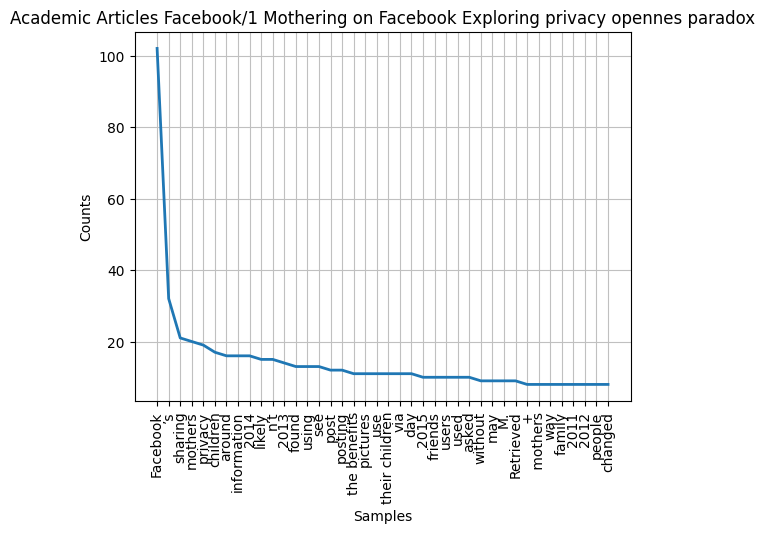 Academic Articles Facebook/1 Mothering on Facebook Exploring privacy opennes paradox
100
80
60
40
20
Counts
Facebook
's
sharing
mothers
privacy
children
around
information
2014
likely
n't
2013
found
using
see
post
posting
the benefits
pictures
use
their children
via
day
2015
friends
users
used
asked
without
may
M.
Retrieved
+
mothers
way
family
2011
2012
people
changed
Samples